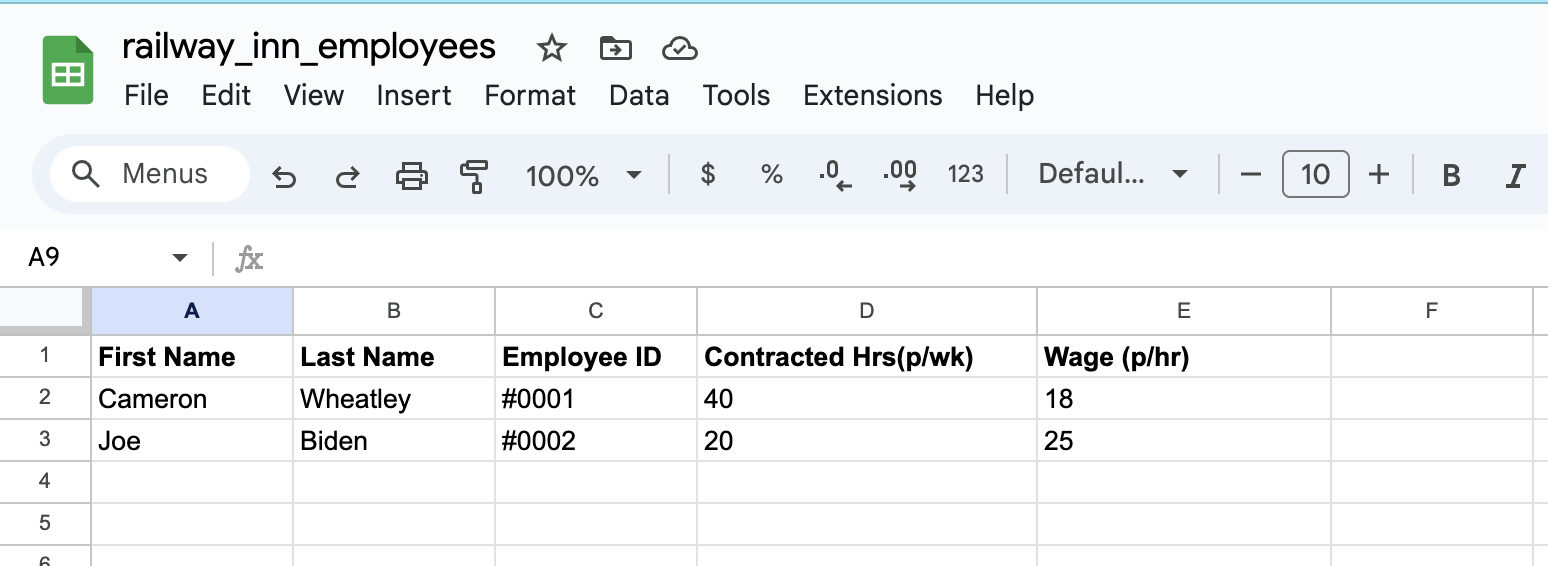 railway_inn_employees
File Edit View Insert Format Data Tools Extensions Help
Menus 100% $ % .0 .00 123 Defaul... − 10 + B I
A9 fx
A B C D E F
1 First Name Last Name Employee ID Contracted Hrs(p/wk) Wage (p/hr)
2 Cameron Wheatley #0001 40 18
3 Joe Biden #0002 20 25
4
5
6